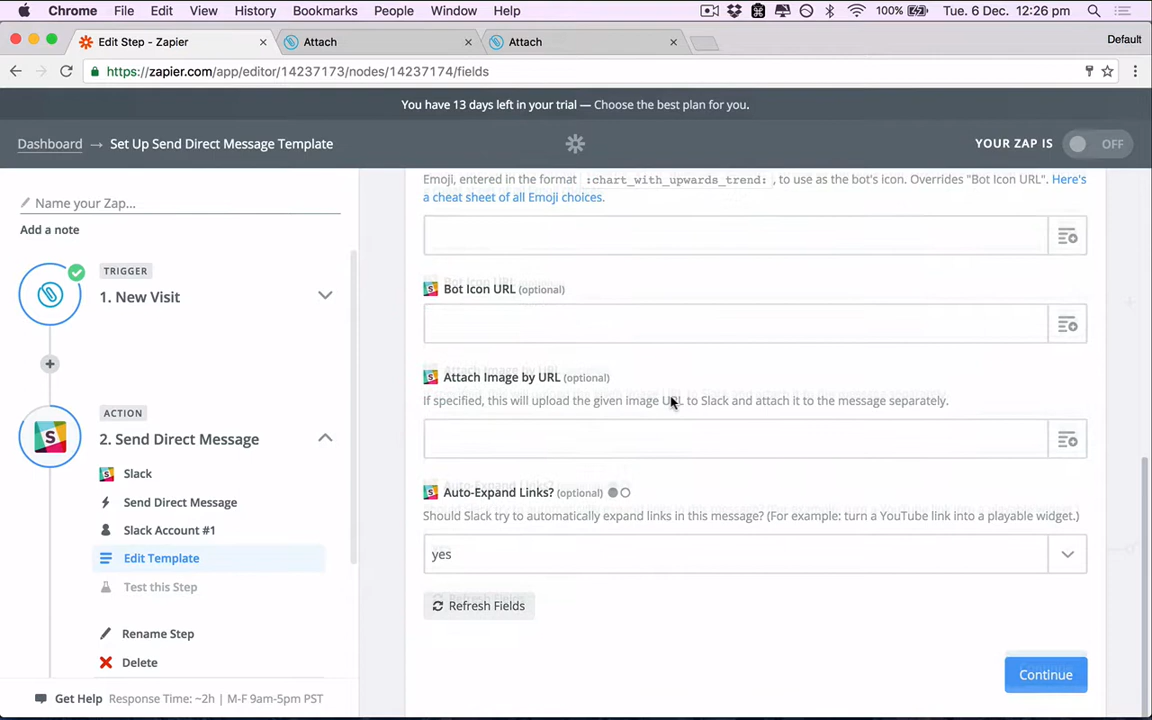 Chrome File Edit View History Bookmarks People Window Help 100% Tue. 6 Dec. 12:26 pm
Edit Step - Zapier Attach Attach Default
https://zapier.com/app/editor/14237173/nodes/14237174/fields
You have 13 days left in your trial — Choose the best plan for you.
Dashboard → Set Up Send Direct Message Template YOUR ZAP IS OFF
Name your Zap...
Add a note
TRIGGER
1. New Visit
ACTION
2. Send Direct Message
Slack
Send Direct Message
Slack Account #1
Edit Template
Test this Step
Rename Step
Delete
Get Help Response Time: ~2h | M-F 9am-5pm PST
Emoji, entered in the format :chart_with_upwards_trend: , to use as the bot's icon. Overrides "Bot Icon URL". Here's
a cheat sheet of all Emoji choices.
Bot Icon URL (optional)
Attach Image by URL (optional)
If specified, this will upload the given image URL to Slack and attach it to the message separately.
Auto-Expand Links? (optional)
Should Slack try to automatically expand links in this message? (For example: turn a YouTube link into a playable widget.)
yes
Refresh Fields
Continue